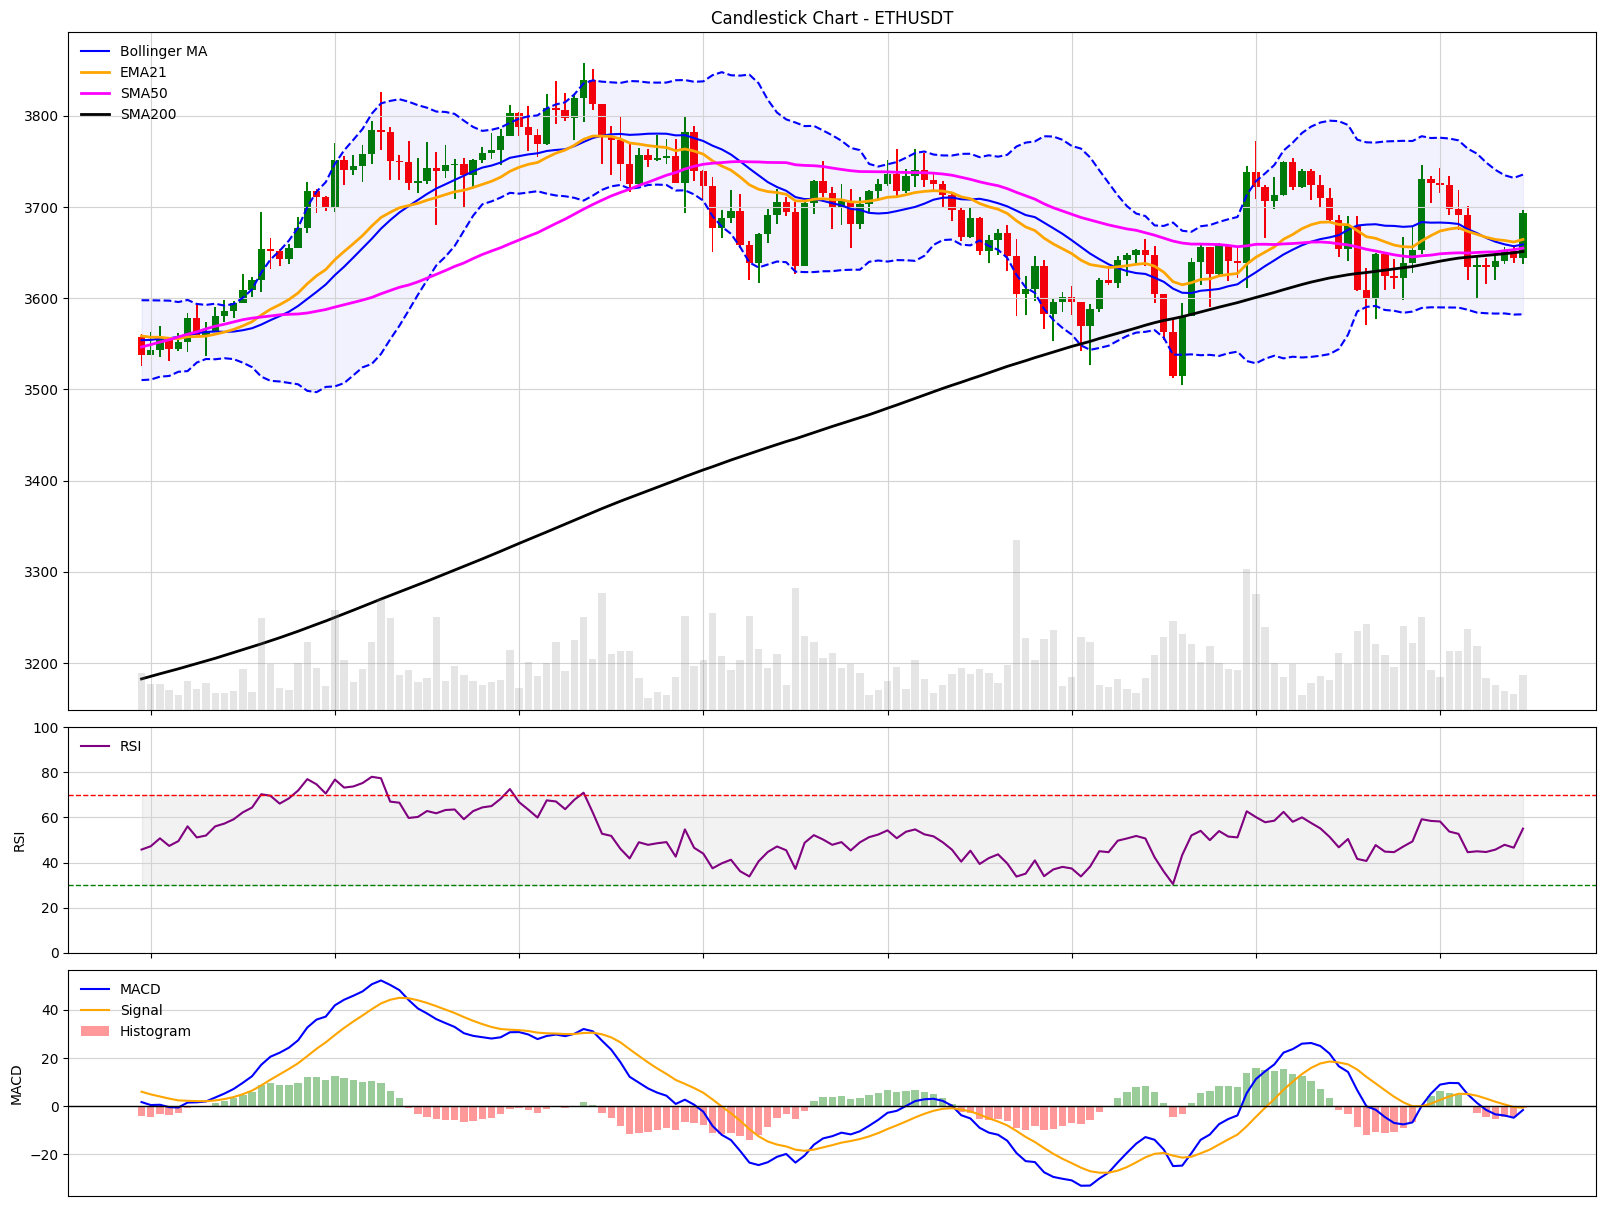 Candlestick Chart - ETHUSDT
Bollinger MA
EMA21
SMA50
SMA200
3800
3700
3600
3500
3400
3300
3200
RSI
100
80
60
40
20
0
RSI
MACD
Signal
Histogram
40
20
0
−20
MACD